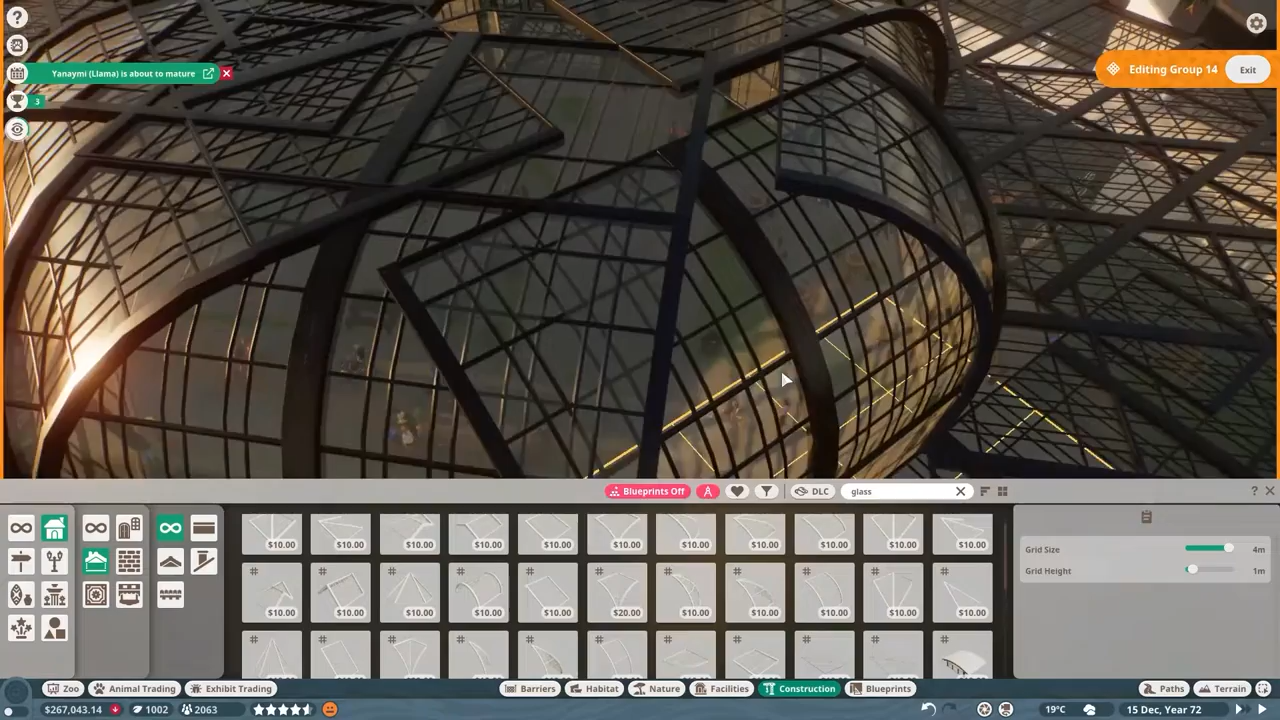 ?
Editing Group 14
Exit
Yanaymi (Llama) is about to mature
3
Blueprints Off
DLC
glass
?
$10.00 $10.00 $10.00 $10.00 $10.00 $20.00 $10.00 $10.00 $10.00 $10.00 $10.00
$10.00 $10.00 $10.00 $10.00 $10.00 $20.00 $10.00 $10.00 $10.00 $10.00 $10.00
Grid Size 4m
Grid Height 1m
Zoo Animal Trading Exhibit Trading Barriers Habitat Nature Facilities Construction Blueprints Paths Terrain
$267,043.14 1002 2063 19°C 15 Dec, Year 72